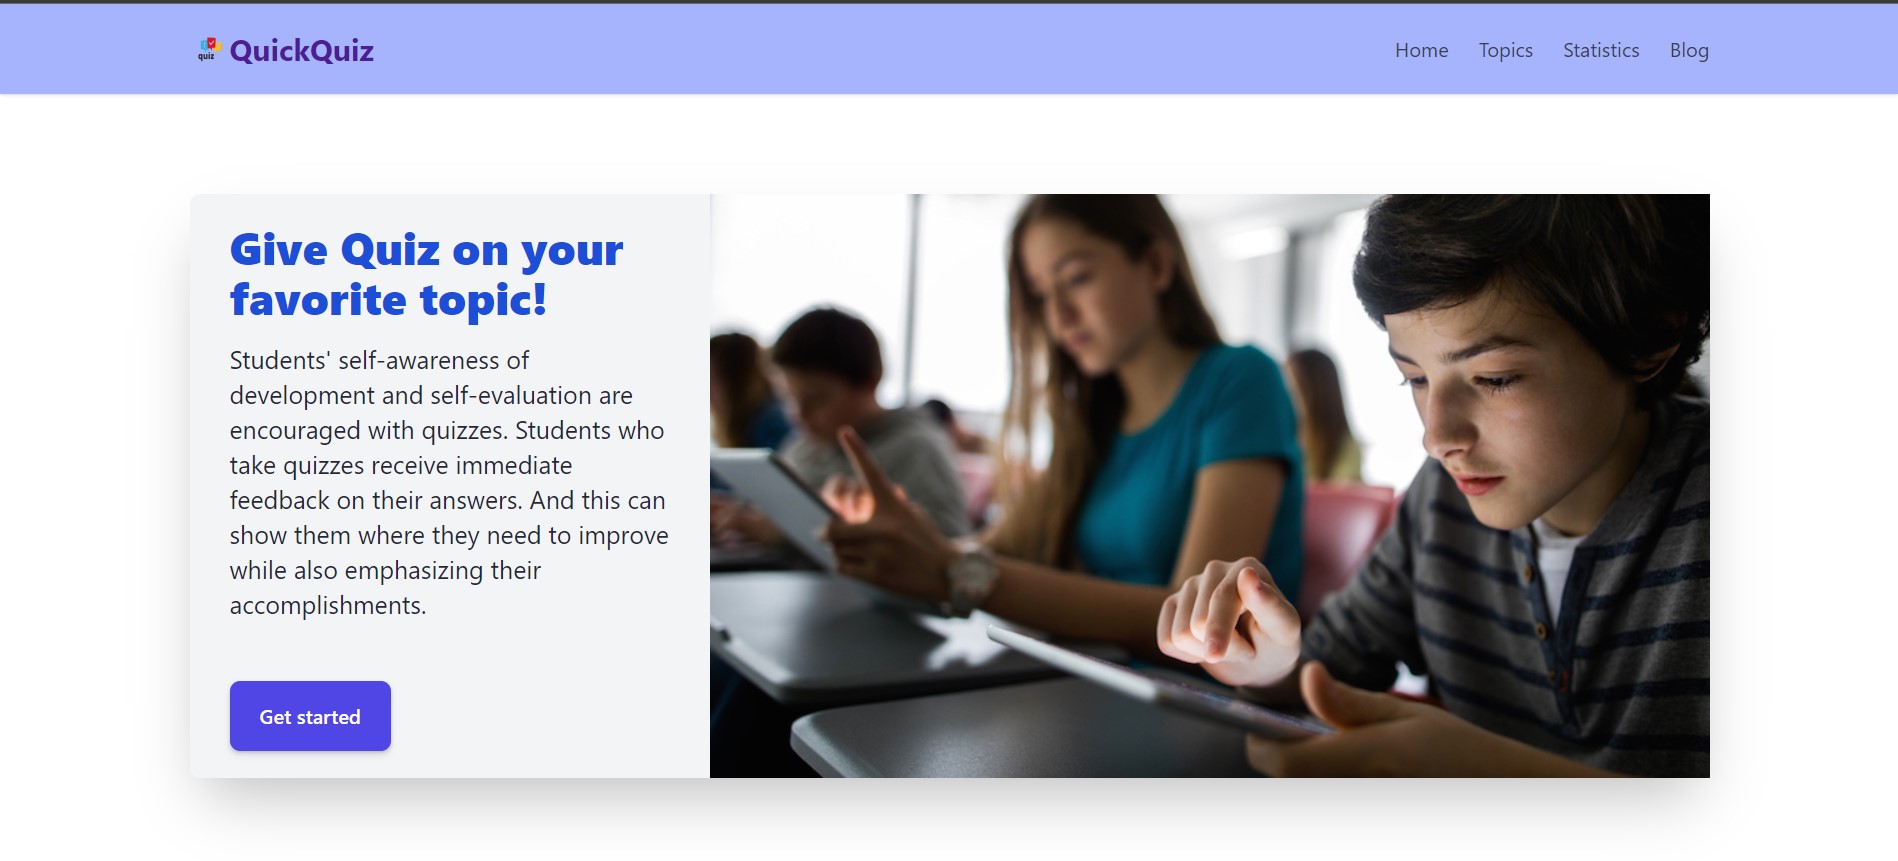 quiz QuickQuiz Home Topics Statistics Blog
Give Quiz on your
favorite topic!
Students' self-awareness of
development and self-evaluation are
encouraged with quizzes. Students who
take quizzes receive immediate
feedback on their answers. And this can
show them where they need to improve
while also emphasizing their
accomplishments.
Get started